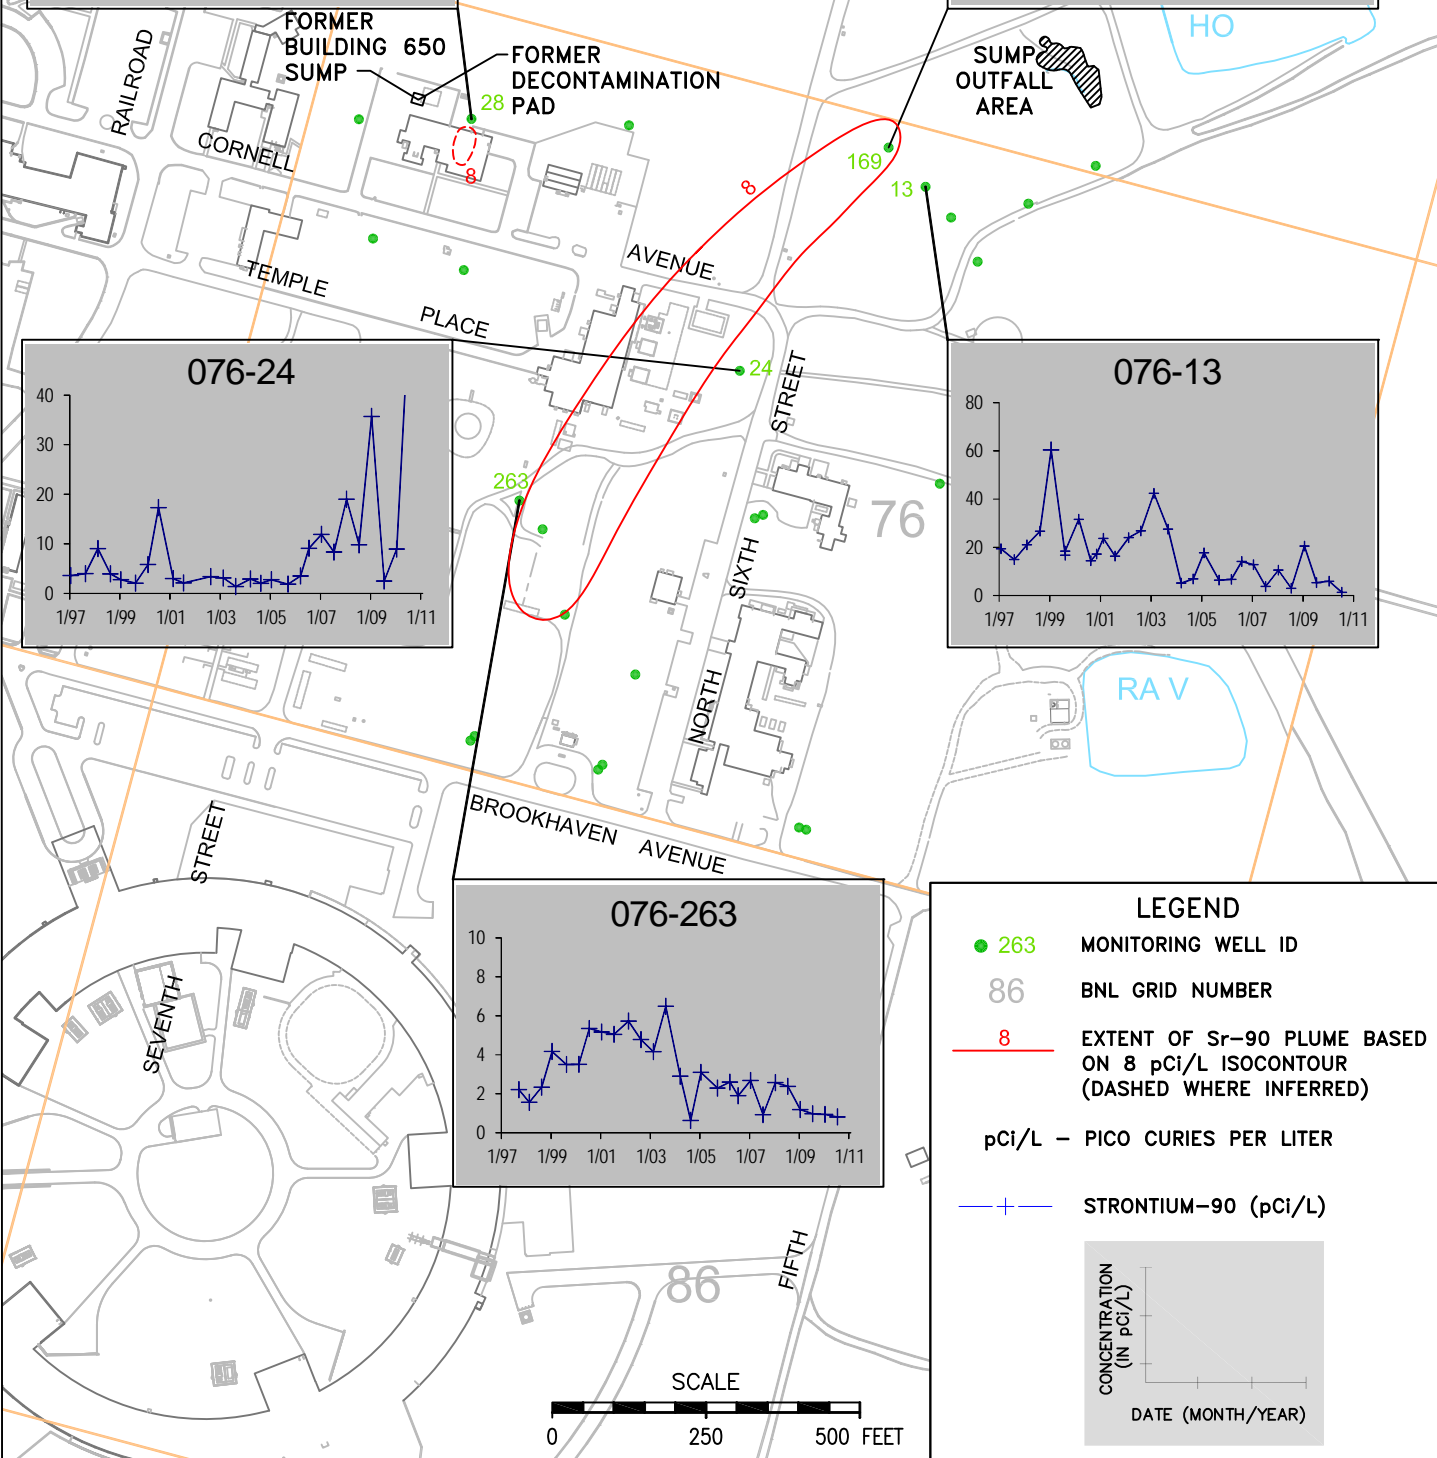 FORMER
BUILDING 650
SUMP
FORMER
DECONTAMINATION
PAD
SUMP
OUTFALL
AREA
HO
RAILROAD
CORNELL
28
8
169
13
8
AVENUE
TEMPLE
PLACE
24
STREET
263
76
SIXTH
NORTH
RA V
076-24
40
30
20
10
0
1/97 1/99 1/01 1/03 1/05 1/07 1/09 1/11
076-13
80
60
40
20
0
1/97 1/99 1/01 1/03 1/05 1/07 1/09 1/11
BROOKHAVEN AVENUE
STREET
SEVENTH
076-263
10
8
6
4
2
0
1/97 1/99 1/01 1/03 1/05 1/07 1/09 1/11
FIFTH
86
SCALE
0 250 500 FEET
LEGEND
263 MONITORING WELL ID
86 BNL GRID NUMBER
8 EXTENT OF Sr-90 PLUME BASED
ON 8 pCi/L ISOCONTOUR
(DASHED WHERE INFERRED)
pCi/L - PICO CURIES PER LITER
STRONTIUM-90 (pCi/L)
CONCENTRATION
(IN pCi/L)
DATE (MONTH/YEAR)